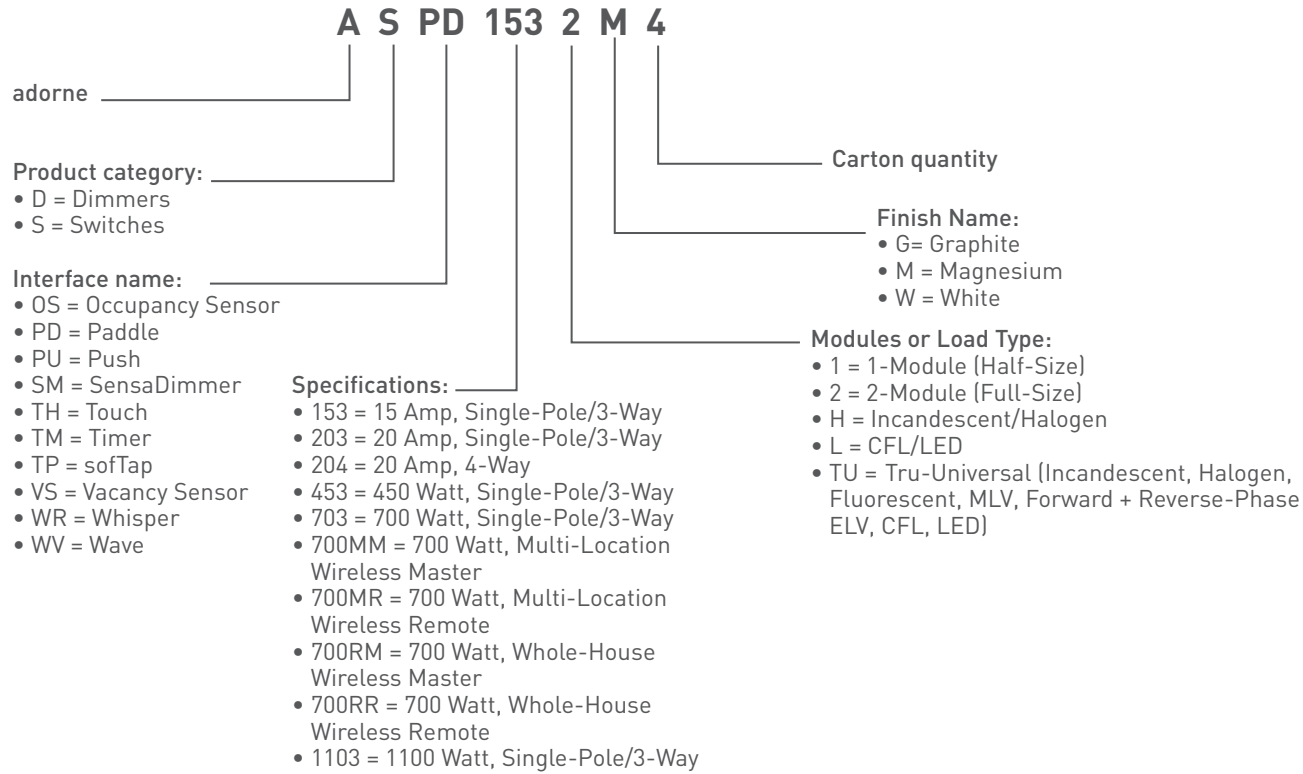 A S PD 153 2 M 4
adorne
Product category:
• D = Dimmers
• S = Switches
Interface name:
• OS = Occupancy Sensor
• PD = Paddle
• PU = Push
• SM = SensaDimmer
• TH = Touch
• TM = Timer
• TP = sofTap
• VS = Vacancy Sensor
• WR = Whisper
• WV = Wave
Specifications:
• 153 = 15 Amp, Single-Pole/3-Way
• 203 = 20 Amp, Single-Pole/3-Way
• 204 = 20 Amp, 4-Way
• 453 = 450 Watt, Single-Pole/3-Way
• 703 = 700 Watt, Single-Pole/3-Way
• 700MM = 700 Watt, Multi-Location
Wireless Master
• 700MR = 700 Watt, Multi-Location
Wireless Remote
• 700RM = 700 Watt, Whole-House
Wireless Master
• 700RR = 700 Watt, Whole-House
Wireless Remote
• 1103 = 1100 Watt, Single-Pole/3-Way
Carton quantity
Finish Name:
• G= Graphite
• M = Magnesium
• W = White
Modules or Load Type:
• 1 = 1-Module (Half-Size)
• 2 = 2-Module (Full-Size)
• H = Incandescent/Halogen
• L = CFL/LED
• TU = Tru-Universal (Incandescent, Halogen,
Fluorescent, MLV, Forward + Reverse-Phase
ELV, CFL, LED)